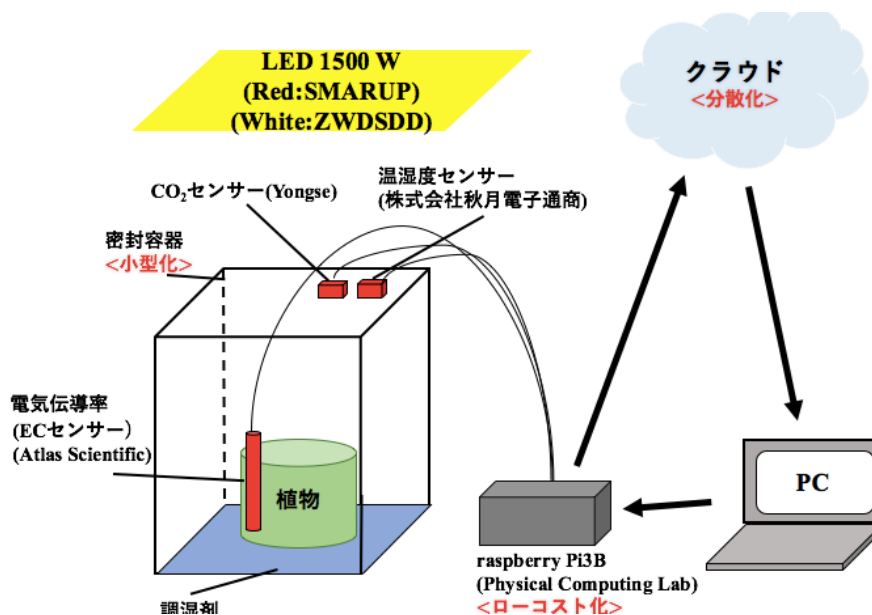 LED 1500 W
(Red:SMARUP)
(White:ZWDSDD)
クラウド
<分散化>
CO₂センサー(Yongse)
温湿度センサー
(株式会社秋月電子通商)
密封容器
<小型化>
電気伝導率
(ECセンサー）
(Atlas Scientific)
植物
PC
raspberry Pi3B
(Physical Computing Lab)
<ローコスト化>
調湿剤